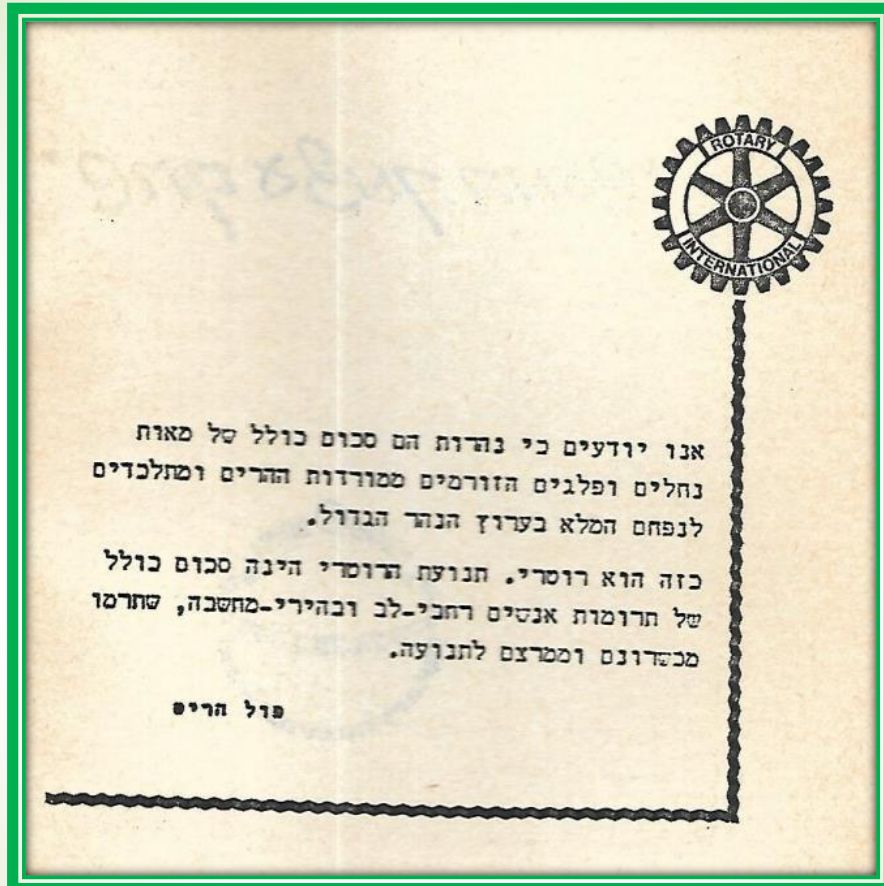 ROTARY
INTERNATIONAL
אנו יודעים כי נהרות הם סכום כולל של מאות
נחלים ופלגים הזורמים ממורדות ההרים ומתלכדים
לנפחם המלא בערוץ הנהר הגדול.
כזה הוא רוטרי. תנועת הרוטרי הינה סכום כולל
של תרומות אנשים רחבי-לב ובהירי-מחשבה, שתרמו
מכשרונם וממרצם לתנועה.
פול הריס